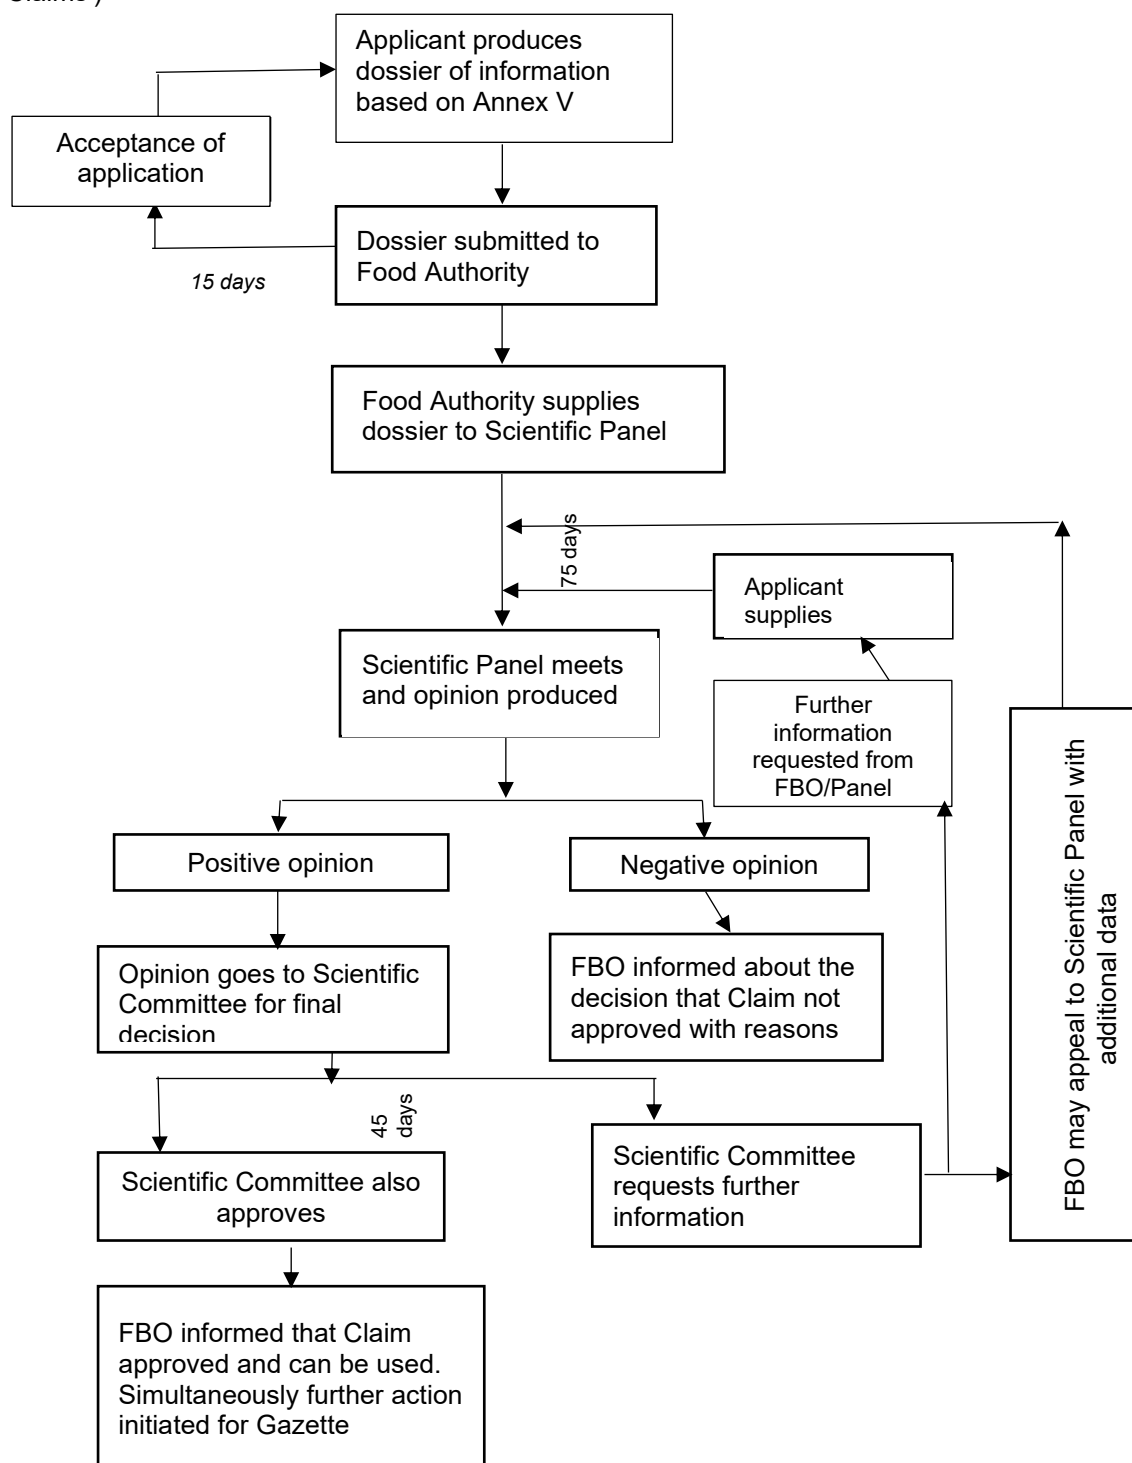 Claims )
Applicant produces
dossier of information
based on Annex V
Acceptance of
application
Dossier submitted to
Food Authority
15 days
Food Authority supplies
dossier to Scientific Panel
75 days
Applicant
supplies
Scientific Panel meets
and opinion produced
Further
information
requested from
FBO/Panel
FBO may appeal to Scientific Panel with
additional data
Positive opinion
Negative opinion
Opinion goes to Scientific
Committee for final
decision
FBO informed about the
decision that Claim not
approved with reasons
45
days
Scientific Committee also
approves
Scientific Committee
requests further
information
FBO informed that Claim
approved and can be used.
Simultaneously further action
initiated for Gazette